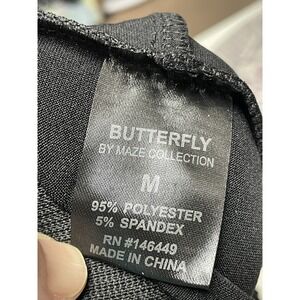 BUTTERFLY
BY MAZE COLLECTION
M
95% POLYESTER
5% SPANDEX
RN #146449
MADE IN CHINA